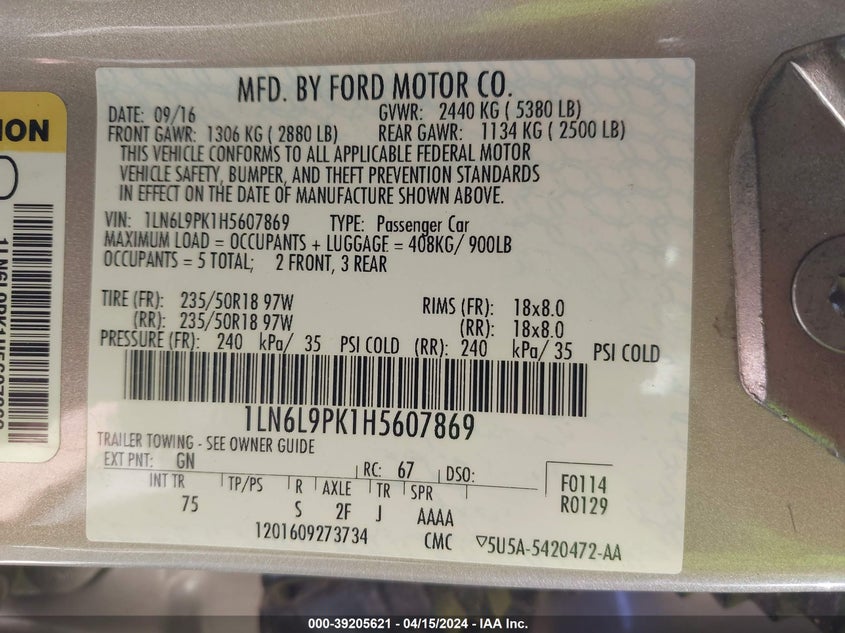 MFD. BY FORD MOTOR CO.
DATE: 09/16 GVWR: 2440 KG ( 5380 LB)
FRONT GAWR: 1306 KG ( 2880 LB) REAR GAWR: 1134 KG ( 2500 LB)
THIS VEHICLE CONFORMS TO ALL APPLICABLE FEDERAL MOTOR
VEHICLE SAFETY, BUMPER, AND THEFT PREVENTION STANDARDS
IN EFFECT ON THE DATE OF MANUFACTURE SHOWN ABOVE.
VIN: 1LN6L9PK1H5607869 TYPE: Passenger Car
MAXIMUM LOAD = OCCUPANTS + LUGGAGE = 408KG/ 900LB
OCCUPANTS = 5 TOTAL; 2 FRONT, 3 REAR
TIRE (FR): 235/50R18 97W RIMS (FR): 18x8.0
(RR): 235/50R18 97W (RR): 18x8.0
PRESSURE (FR): 240 kPa/ 35 PSI COLD (RR): 240 kPa/ 35 PSI COLD
1LN6L9PK1H5607869
TRAILER TOWING - SEE OWNER GUIDE
EXT PNT: GN RC: 67 DSO: F0114
INT TR TP/PS R AXLE TR SPR R0129
75 S 2F J AAAA
1201609273734 CMC ▽5U5A-5420472-AA
000-39205621 - 04/15/2024 - IAA Inc.